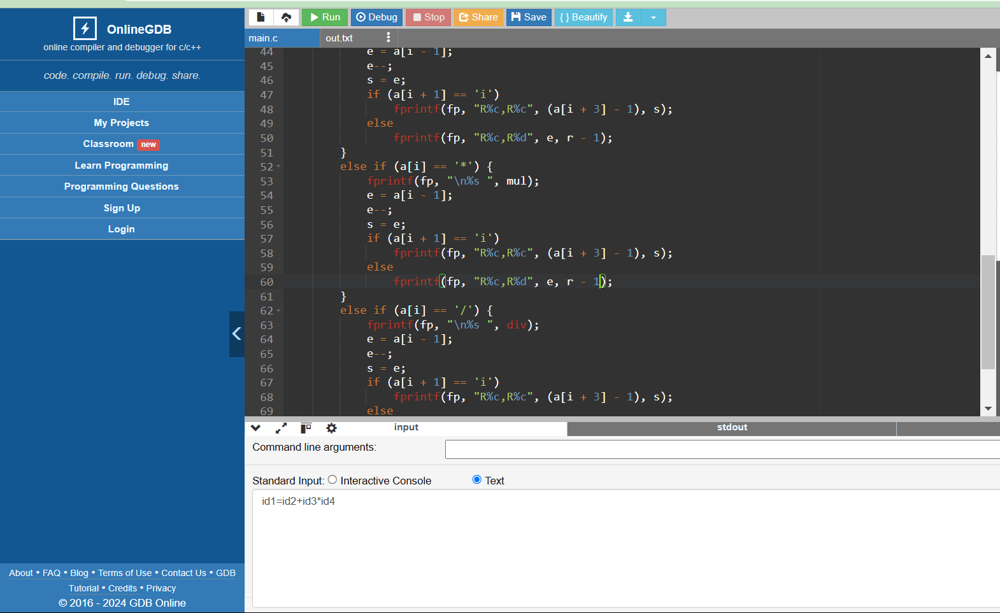 OnlineGDB
online compiler and debugger for c/c++
code. compile. run. debug. share.
IDE
My Projects
Classroom new
Learn Programming
Programming Questions
Sign Up
Login
About • FAQ • Blog • Terms of Use • Contact Us • GDB
Tutorial • Credits • Privacy
© 2016 - 2024 GDB Online
Run Debug Stop Share Save { } Beautify
main.c out.txt
44 e = a[i - 1];
45 e--;
46 s = e;
47 if (a[i + 1] == 'i')
48 fprintf(fp, "R%c,R%c", (a[i + 3] - 1), s);
49 else
50 fprintf(fp, "R%c,R%d", e, r - 1);
51 }
52 else if (a[i] == '*') {
53 fprintf(fp, "\n%s ", mul);
54 e = a[i - 1];
55 e--;
56 s = e;
57 if (a[i + 1] == 'i')
58 fprintf(fp, "R%c,R%c", (a[i + 3] - 1), s);
59 else
60 fprintf(fp, "R%c,R%d", e, r - 1);
61 }
62 else if (a[i] == '/') {
63 fprintf(fp, "\n%s ", div);
64 e = a[i - 1];
65 e--;
66 s = e;
67 if (a[i + 1] == 'i')
68 fprintf(fp, "R%c,R%c", (a[i + 3] - 1), s);
69 else
input stdout
Command line arguments:
Standard Input: Interactive Console Text
id1=id2+id3*id4